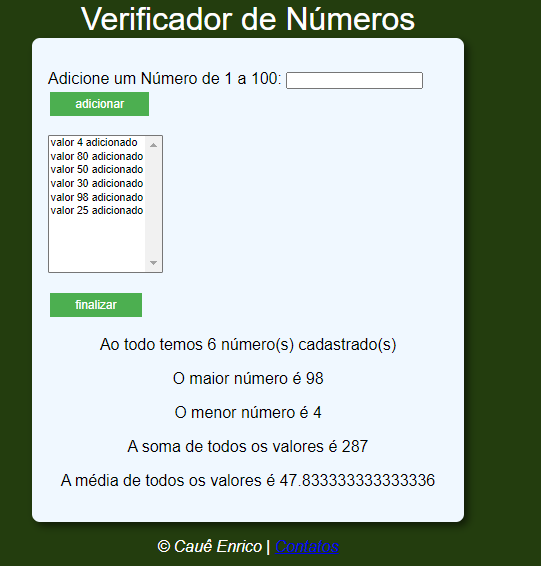 Verificador de Números
Adicione um Número de 1 a 100:
adicionar
valor 4 adicionado
valor 80 adicionado
valor 50 adicionado
valor 30 adicionado
valor 98 adicionado
valor 25 adicionado
finalizar
Ao todo temos 6 número(s) cadastrado(s)
O maior número é 98
O menor número é 4
A soma de todos os valores é 287
A média de todos os valores é 47.833333333333336
© Cauê Enrico | Contatos